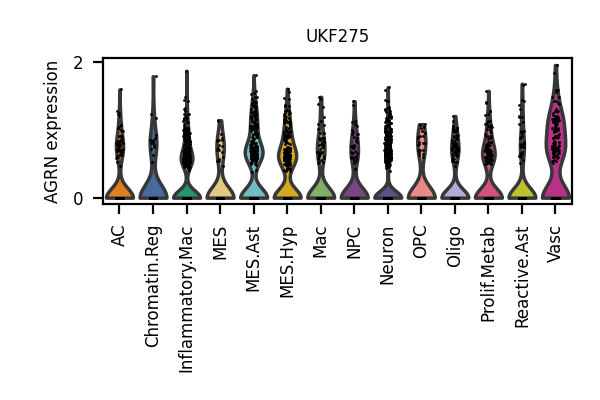 UKF275
AGRN expression
2
0
AC
Chromatin.Reg
Inflammatory.Mac
MES
MES.Ast
MES.Hyp
Mac
NPC
Neuron
OPC
Oligo
Prolif.Metab
Reactive.Ast
Vasc